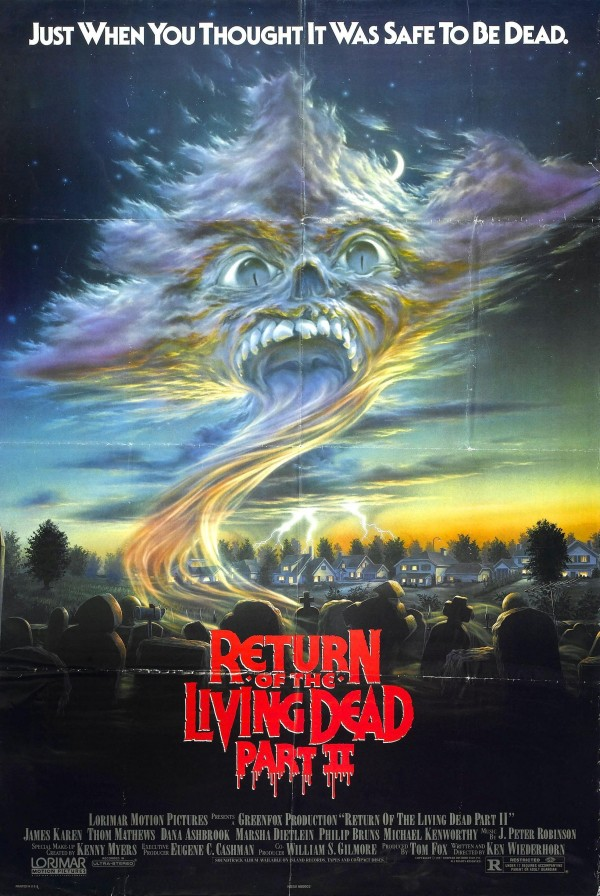 JUST WHEN YOU THOUGHT IT WAS SAFE TO BE DEAD.
RETURN
·OF THE·
LIVING DEAD
PART II
LORIMAR MOTION PICTURES PRESENTS A GREENFOX PRODUCTION "RETURN OF THE LIVING DEAD PART II"
JAMES KAREN THOM MATHEWS DANA ASHBROOK MARSHA DIETLEIN PHILIP BRUNS MICHAEL KENWORTHY MUSIC BY J. PETER ROBINSON
SPECIAL MAKE-UP CREATED BY KENNY MYERS EXECUTIVE PRODUCER EUGENE C. CASHMAN CO-PRODUCER WILLIAM S. GILMORE PRODUCED BY TOM FOX WRITTEN AND DIRECTED BY KEN WIEDERHORN
LORIMAR
MOTION PICTURES
RECORDED IN
ULTRA-STEREO
SOUNDTRACK ALBUM AVAILABLE ON ISLAND RECORDS, TAPES AND COMPACT DISCS.
R RESTRICTED